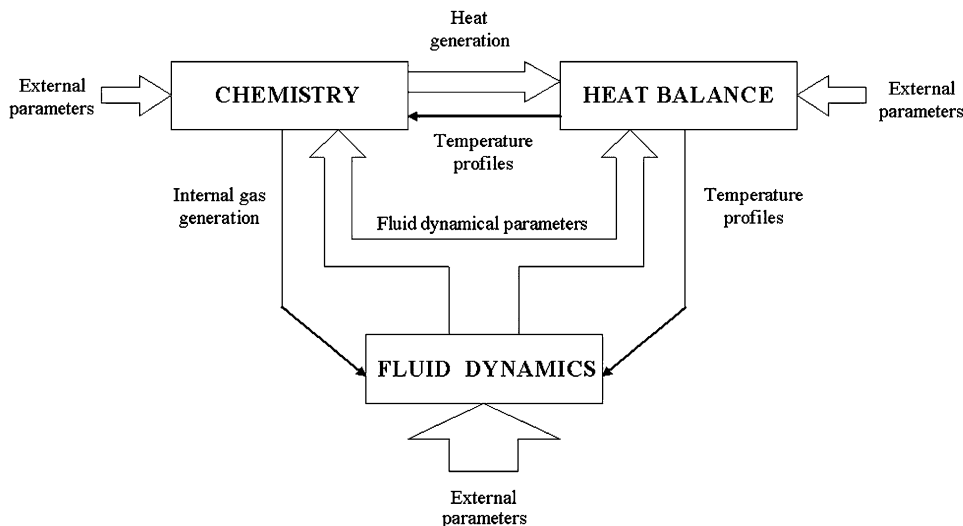 Heat
generation
External
parameters
CHEMISTRY
HEAT BALANCE
External
parameters
Temperature
profiles
Internal gas
generation
Temperature
profiles
Fluid dynamical parameters
FLUID DYNAMICS
External
parameters